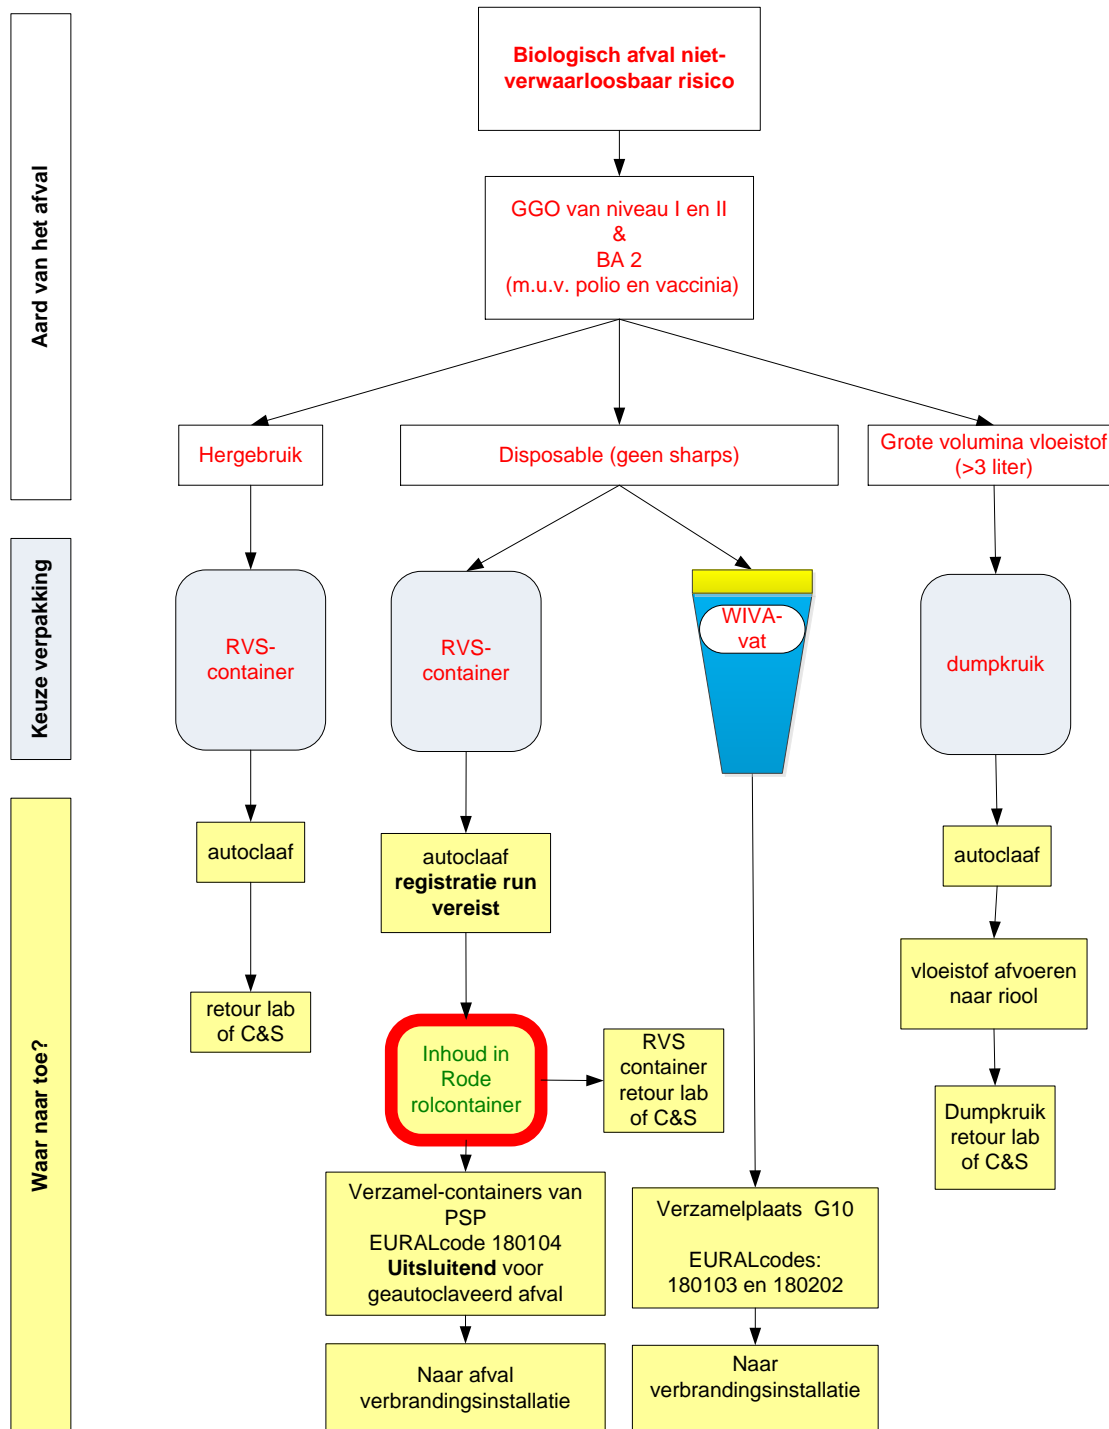 Aard van het afval
Biologisch afval niet-
verwaarloosbaar risico
GGO van niveau I en II
&
BA 2
(m.u.v. polio en vaccinia)
Hergebruik
Disposable (geen sharps)
Grote volumina vloeistof
(>3 liter)
Keuze verpakking
RVS-
container
RVS-
container
WIVA-
vat
dumpkruik
Waar naar toe?
autoclaaf
autoclaaf
registratie run
vereist
autoclaaf
retour lab
of C&S
vloeistof afvoeren
naar riool
Inhoud in
Rode
rolcontainer
RVS
container
retour lab
of C&S
Dumpkruik
retour lab
of C&S
Verzamel-containers van
PSP
EURALcode 180104
Uitsluitend voor
geautoclaveerd afval
Verzamelplaats  G10
EURALcodes:
180103 en 180202
Naar afval
verbrandingsinstallatie
Naar
verbrandingsinstallatie